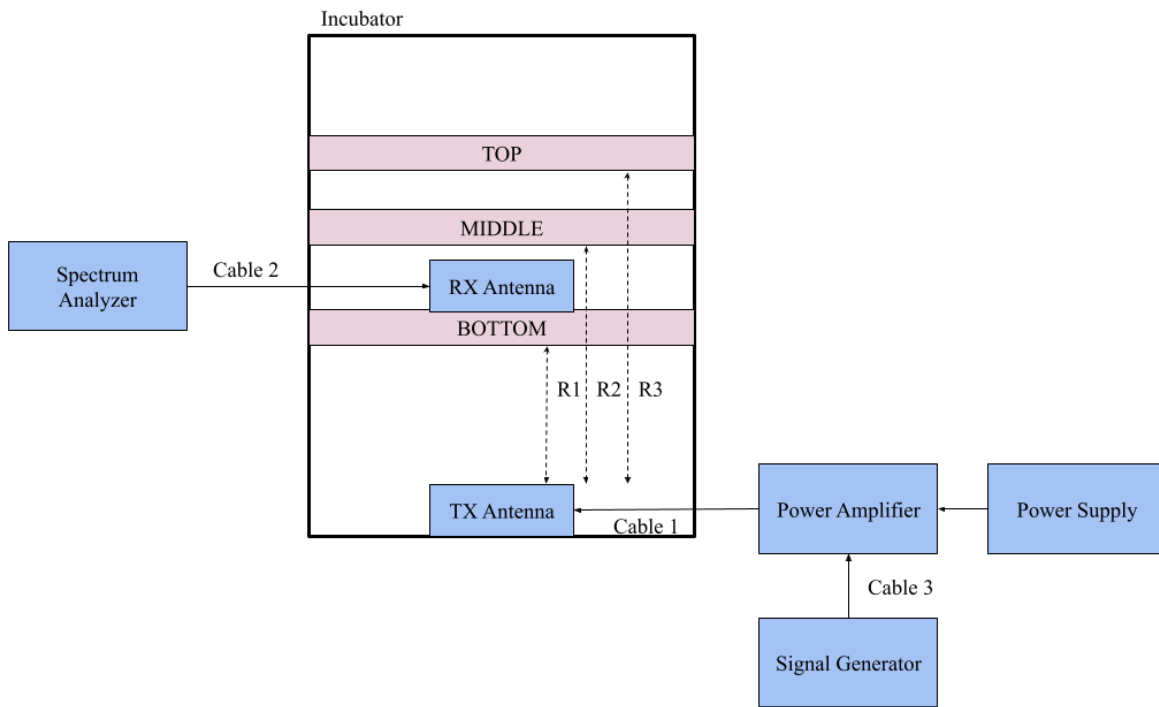 Incubator
TOP
MIDDLE
Spectrum
Analyzer
Cable 2
RX Antenna
BOTTOM
R1
R2
R3
TX Antenna
Cable 1
Power Amplifier
Power Supply
Cable 3
Signal Generator